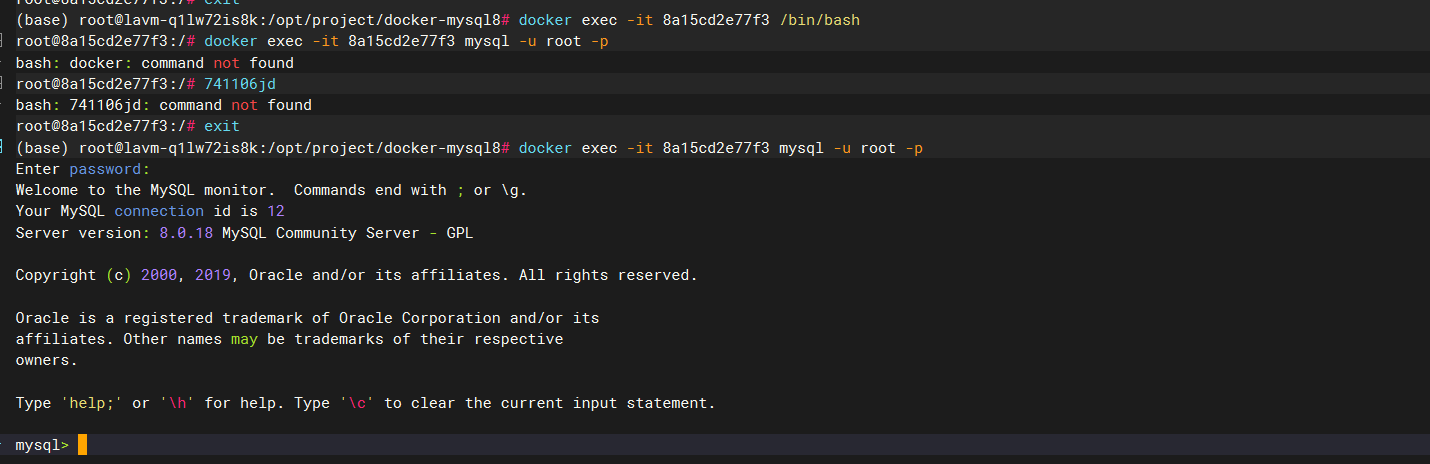 root@8a15cd2e77f3:/# exit
(base) root@lavm-q1lw72is8k:/opt/project/docker-mysql8# docker exec -it 8a15cd2e77f3 /bin/bash
root@8a15cd2e77f3:/# docker exec -it 8a15cd2e77f3 mysql -u root -p
bash: docker: command not found
root@8a15cd2e77f3:/# 741106jd
bash: 741106jd: command not found
root@8a15cd2e77f3:/# exit
(base) root@lavm-q1lw72is8k:/opt/project/docker-mysql8# docker exec -it 8a15cd2e77f3 mysql -u root -p
Enter password:
Welcome to the MySQL monitor.  Commands end with ; or \g.
Your MySQL connection id is 12
Server version: 8.0.18 MySQL Community Server - GPL

Copyright (c) 2000, 2019, Oracle and/or its affiliates. All rights reserved.

Oracle is a registered trademark of Oracle Corporation and/or its
affiliates. Other names may be trademarks of their respective
owners.

Type 'help;' or '\h' for help. Type '\c' to clear the current input statement.

mysql>